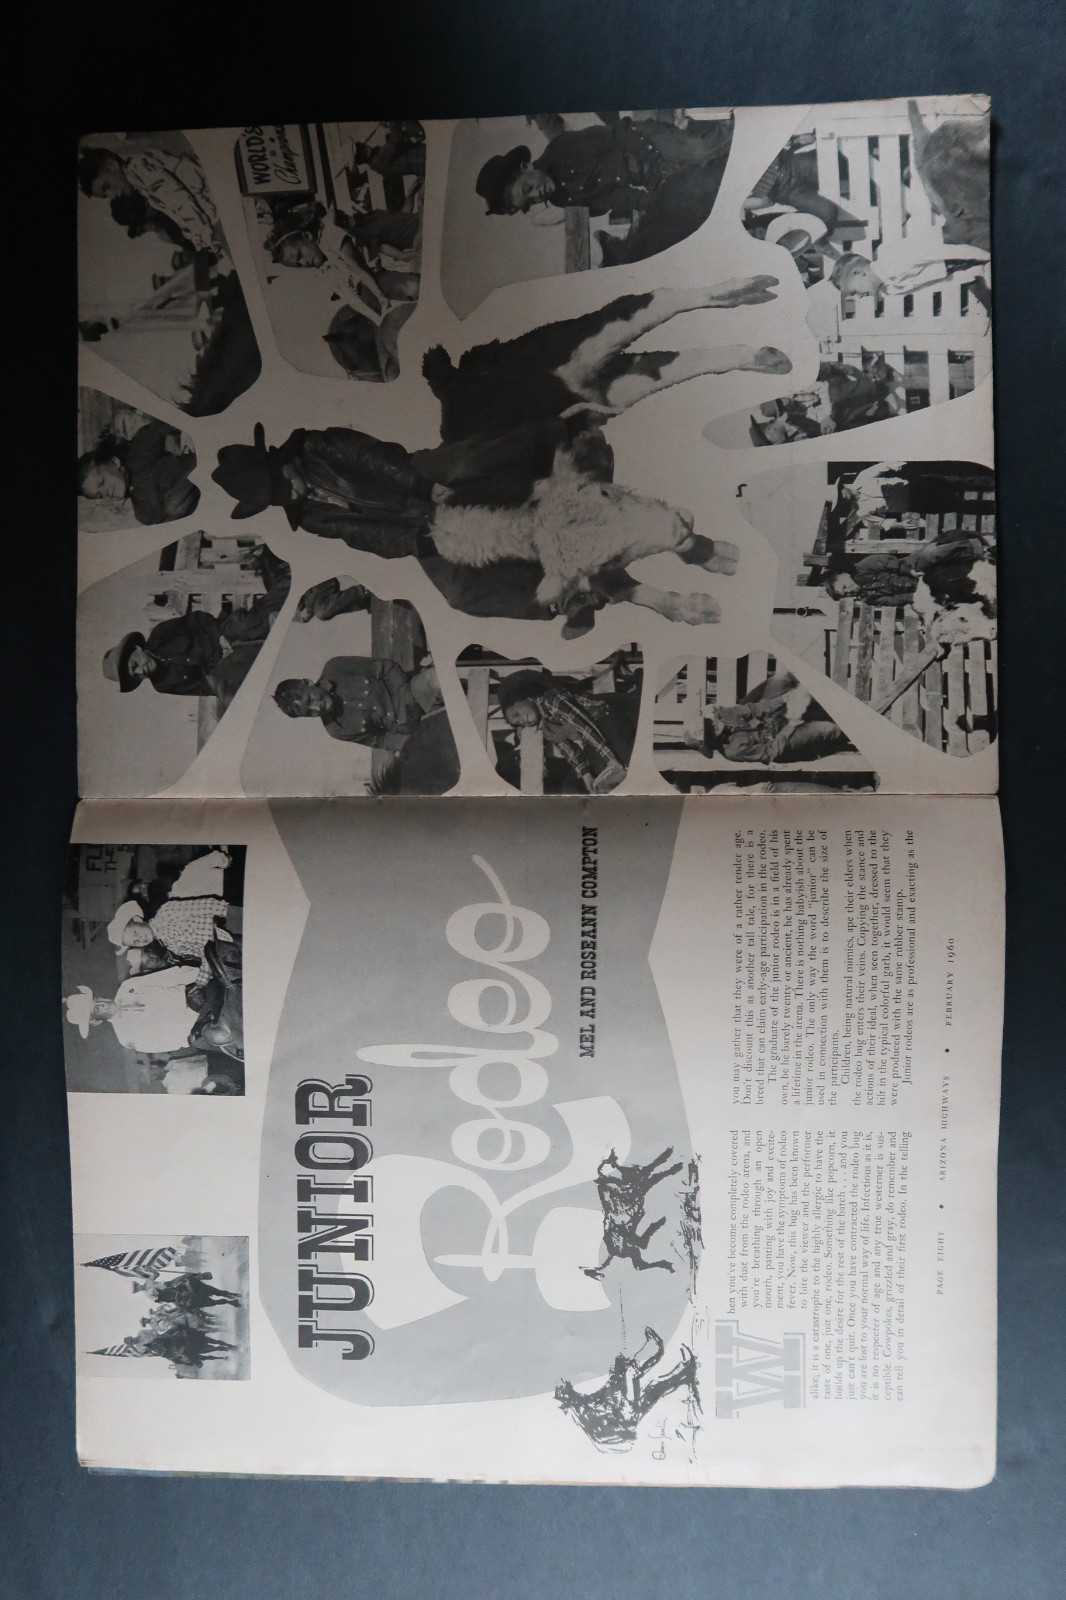 JUNIOR
Rodeos
MEL AND ROSEANN COMPTON
When you've become completely covered
with dust from the rodeo arena, and
you're breathing through an open
mouth, panting with joy and excite-
ment, you have the symptoms of rodeo
fever. Now, this bug has been known
to bite the viewer and the performer
alike; it is a catastrophe to the highly allergic to have the
taste of one, just one, rodeo. Something like popcorn, it
builds up the desire for the rest of the batch . . . and you
just can't quit. Once you have contracted the rodeo bug
you are lost to your normal way of life. Infectious as it is,
it is no respecter of age and any true westerner is sus-
ceptible. Cowpokes, grizzled and gray, do remember and
can tell you in detail of their first rodeo. In the telling
you may gather that they were of a rather tender age.
Don't discount this as another tall tale, for there is a
breed that can claim early-age participation in the rodeo.
The graduate of the junior rodeo is in a field of his
own, be he barely twenty or ancient, he has already spent
a lifetime in the arena. There is nothing babyish about the
junior rodeo. The only way the word "junior" can be
used in connection with them is to describe the size of
the participants.
Children, being natural mimics, ape their elders when
the rodeo bug enters their veins. Copying the stance and
actions of their ideal, when seen together, dressed to the
hilt in the typical colorful garb, it would seem that they
were produced with the same rubber stamp.
Junior rodeos are as professional and exacting as the
PAGE EIGHT • ARIZONA HIGHWAYS • FEBRUARY 1960
WORLD'S
Champions